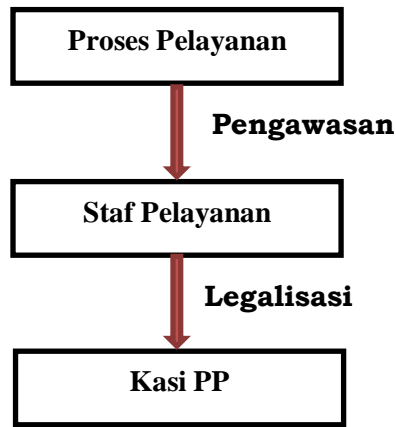 Proses Pelayanan
Pengawasan
Staf Pelayanan
Legalisasi
Kasi PP